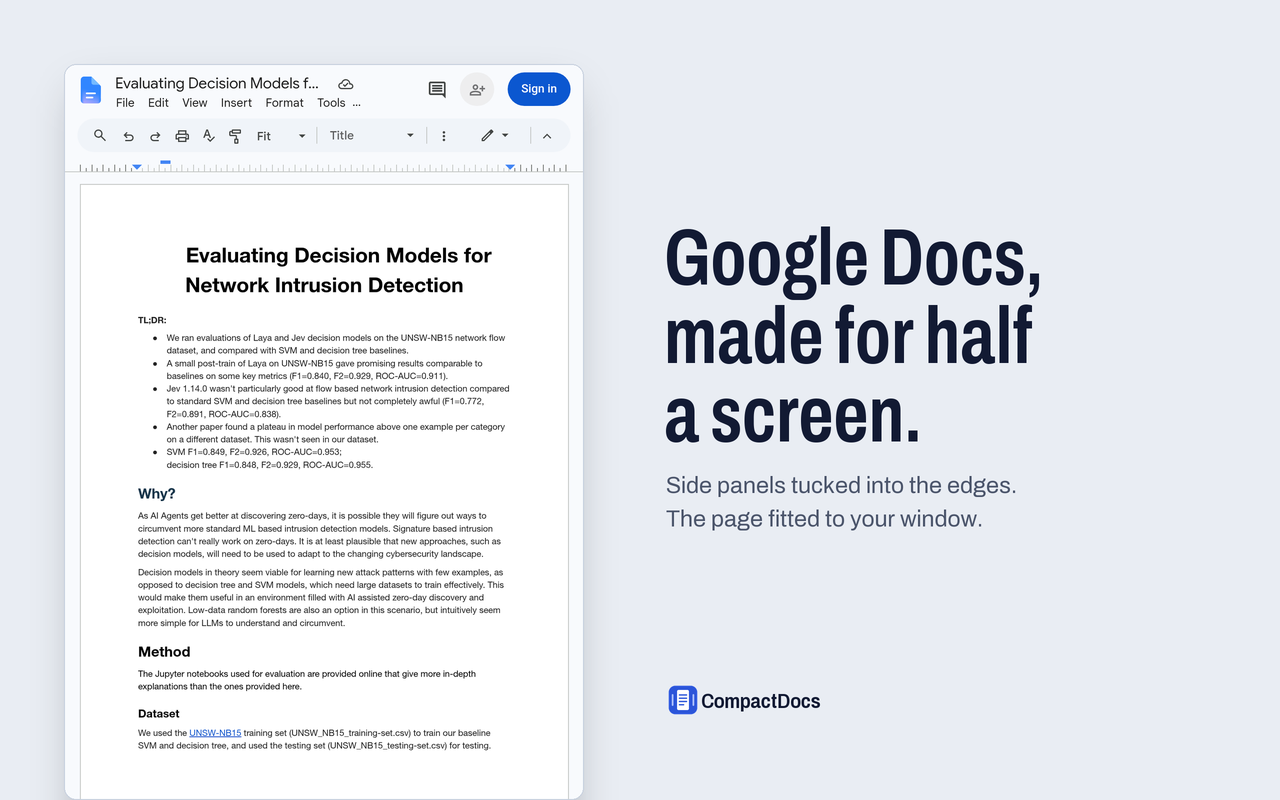 Evaluating Decision Models f...
File Edit View Insert Format Tools ...
Sign in
Fit
Title
Evaluating Decision Models for
Network Intrusion Detection
TL;DR:
● We ran evaluations of Laya and Jev decision models on the UNSW-NB15 network flow
dataset, and compared with SVM and decision tree baselines.
● A small post-train of Laya on UNSW-NB15 gave promising results comparable to
baselines on some key metrics (F1=0.840, F2=0.929, ROC-AUC=0.911).
● Jev 1.14.0 wasn't particularly good at flow based network intrusion detection compared
to standard SVM and decision tree baselines but not completely awful (F1=0.772,
F2=0.891, ROC-AUC=0.838).
● Another paper found a plateau in model performance above one example per category
on a different dataset. This wasn't seen in our dataset.
● SVM F1=0.849, F2=0.926, ROC-AUC=0.953;
decision tree F1=0.848, F2=0.929, ROC-AUC=0.955.
Why?
As AI Agents get better at discovering zero-days, it is possible they will figure out ways to
circumvent more standard ML based intrusion detection models. Signature based intrusion
detection can't really work on zero-days. It is at least plausible that new approaches, such as
decision models, will need to be used to adapt to the changing cybersecurity landscape.
Decision models in theory seem viable for learning new attack patterns with few examples, as
opposed to decision tree and SVM models, which need large datasets to train effectively. This
would make them useful in an environment filled with AI assisted zero-day discovery and
exploitation. Low-data random forests are also an option in this scenario, but intuitively seem
more simple for LLMs to understand and circumvent.
Method
The Jupyter notebooks used for evaluation are provided online that give more in-depth
explanations than the ones provided here.
Dataset
We used the UNSW-NB15 training set (UNSW_NB15_training-set.csv) to train our baseline
SVM and decision tree, and used the testing set (UNSW_NB15_testing-set.csv) for testing.
Google Docs,
made for half
a screen.
Side panels tucked into the edges.
The page fitted to your window.
CompactDocs